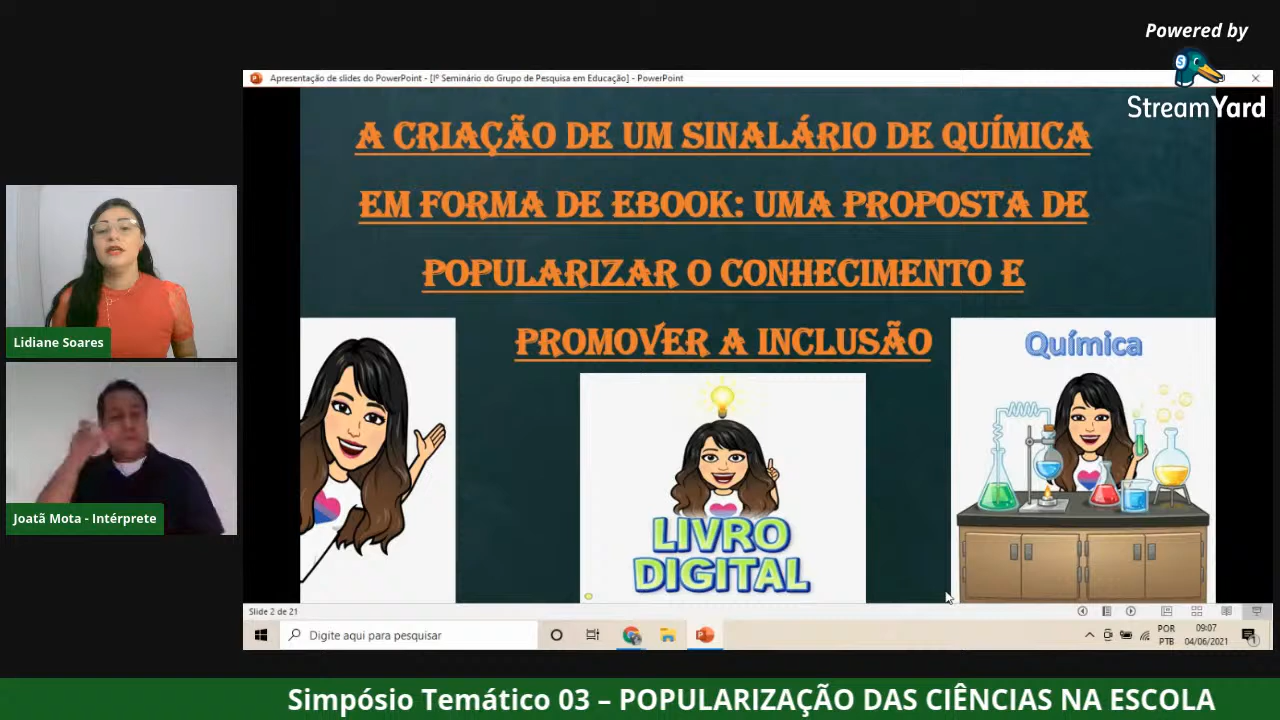 Powered by
StreamYard
Apresentação de slides do PowerPoint - [Iº Seminário do Grupo de Pesquisa em Educação] - PowerPoint
A CRIAÇÃO DE UM SINALÁRIO DE QUÍMICA
EM FORMA DE EBOOK: UMA PROPOSTA DE
POPULARIZAR O CONHECIMENTO E
PROMOVER A INCLUSÃO
Química
LIVRO
DIGITAL
Lidiane Soares
Joatã Mota - Intérprete
Slide 2 de 21
Digite aqui para pesquisar
POR
PTB
09:07
04/06/2021
1
Simpósio Temático 03 – POPULARIZAÇÃO DAS CIÊNCIAS NA ESCOLA